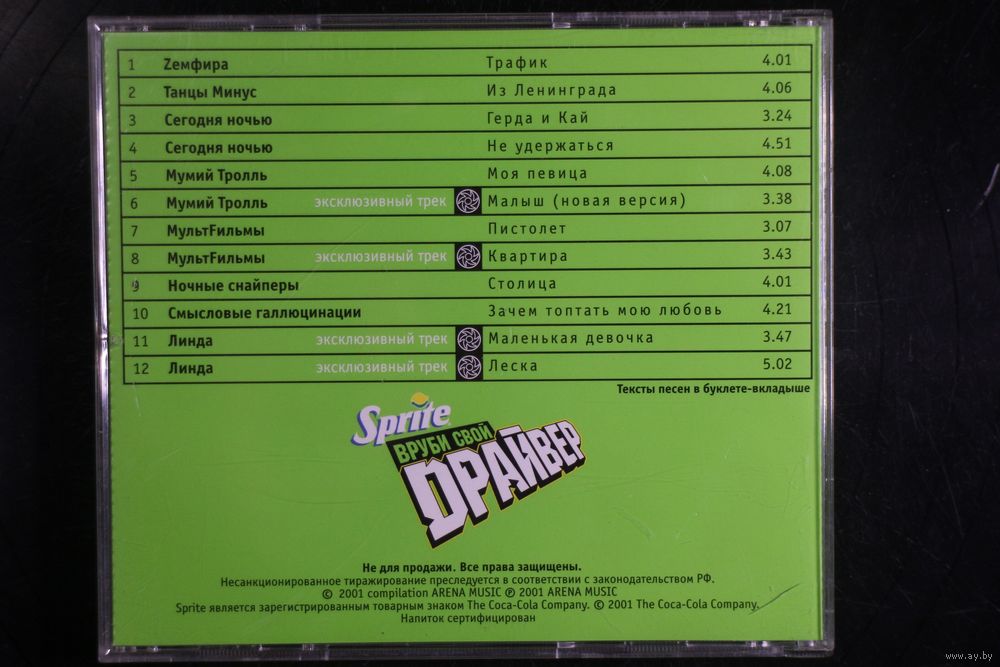 1 Zемфира Трафик 4.01
2 Танцы Минус Из Ленинграда 4.06
3 Сегодня ночью Герда и Кай 3.24
4 Сегодня ночью Не удержаться 4.51
5 Мумий Тролль Моя певица 4.08
6 Мумий Тролль эксклюзивный трек Малыш (новая версия) 3.38
7 МультFильмы Пистолет 3.07
8 МультFильмы эксклюзивный трек Квартира 3.43
9 Ночные снайперы Столица 4.01
10 Смысловые галлюцинации Зачем топтать мою любовь 4.21
11 Линда эксклюзивный трек Маленькая девочка 3.47
12 Линда эксклюзивный трек Леска 5.02
Тексты песен в буклете-вкладыше
Sprite
ВРУБИ СВОЙ
DРАЙВЕР
Не для продажи. Все права защищены.
Несанкционированное тиражирование преследуется в соответствии с законодательством РФ.
© 2001 compilation ARENA MUSIC ℗ 2001 ARENA MUSIC
Sprite является зарегистрированным товарным знаком The Coca-Cola Company. © 2001 The Coca-Cola Company.
Напиток сертифицирован
www.ay.by